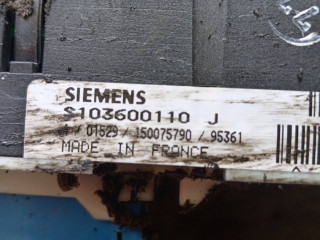 SIEMENS
S103600110 J
/ 01529 / 150075790 / 95361
MADE IN FRANCE